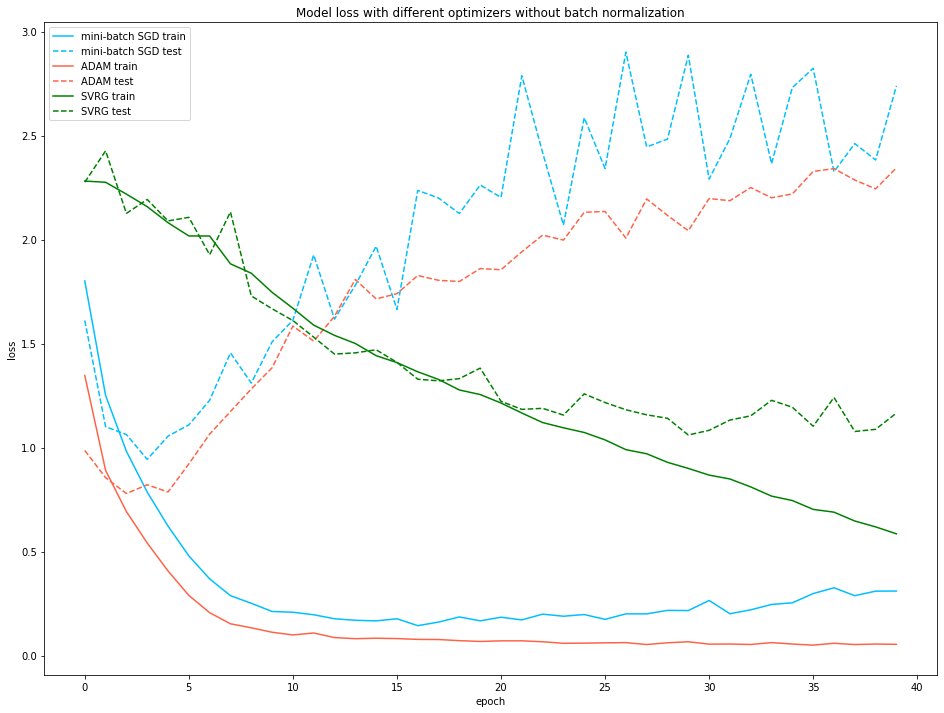 Model loss with different optimizers without batch normalization
mini-batch SGD train
mini-batch SGD test
ADAM train
ADAM test
SVRG train
SVRG test
3.0
2.5
2.0
1.5
1.0
0.5
0.0
loss
0 5 10 15 20 25 30 35 40
epoch